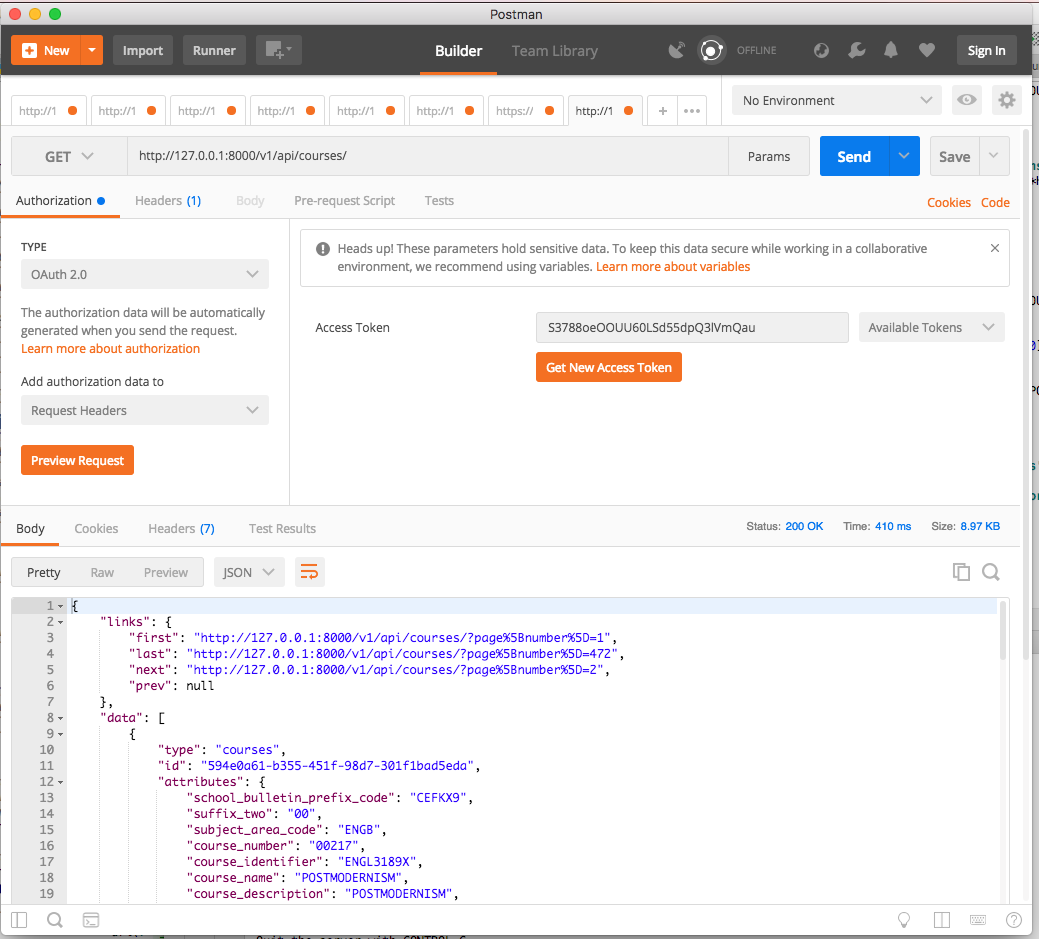 Postman
New Import Runner Builder Team Library OFFLINE Sign In
http://1 http://1 http://1 http://1 http://1 http://1 https:// http://1 + ••• No Environment
GET http://127.0.0.1:8000/v1/api/courses/ Params Send Save
Authorization Headers (1) Body Pre-request Script Tests Cookies Code
TYPE
OAuth 2.0
The authorization data will be automatically
generated when you send the request.
Learn more about authorization
Add authorization data to
Request Headers
Preview Request
Heads up! These parameters hold sensitive data. To keep this data secure while working in a collaborative
environment, we recommend using variables. Learn more about variables
Access Token S3788oeOOUU60LSd55dpQ3lVmQau Available Tokens
Get New Access Token
Body Cookies Headers (7) Test Results Status: 200 OK Time: 410 ms Size: 8.97 KB
Pretty Raw Preview JSON
1 {
2 "links": {
3 "first": "http://127.0.0.1:8000/v1/api/courses/?page%5Bnumber%5D=1",
4 "last": "http://127.0.0.1:8000/v1/api/courses/?page%5Bnumber%5D=472",
5 "next": "http://127.0.0.1:8000/v1/api/courses/?page%5Bnumber%5D=2",
6 "prev": null
7 },
8 "data": [
9 {
10 "type": "courses",
11 "id": "594e0a61-b355-451f-98d7-301f1bad5eda",
12 "attributes": {
13 "school_bulletin_prefix_code": "CEFKX9",
14 "suffix_two": "00",
15 "subject_area_code": "ENGB",
16 "course_number": "00217",
17 "course_identifier": "ENGL3189X",
18 "course_name": "POSTMODERNISM",
19 "course_description": "POSTMODERNISM",